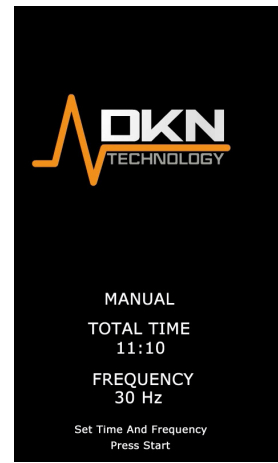 DKN
TECHNOLOGY
MANUAL
TOTAL TIME
11:10
FREQUENCY
30 Hz
Set Time And Frequency
Press Start